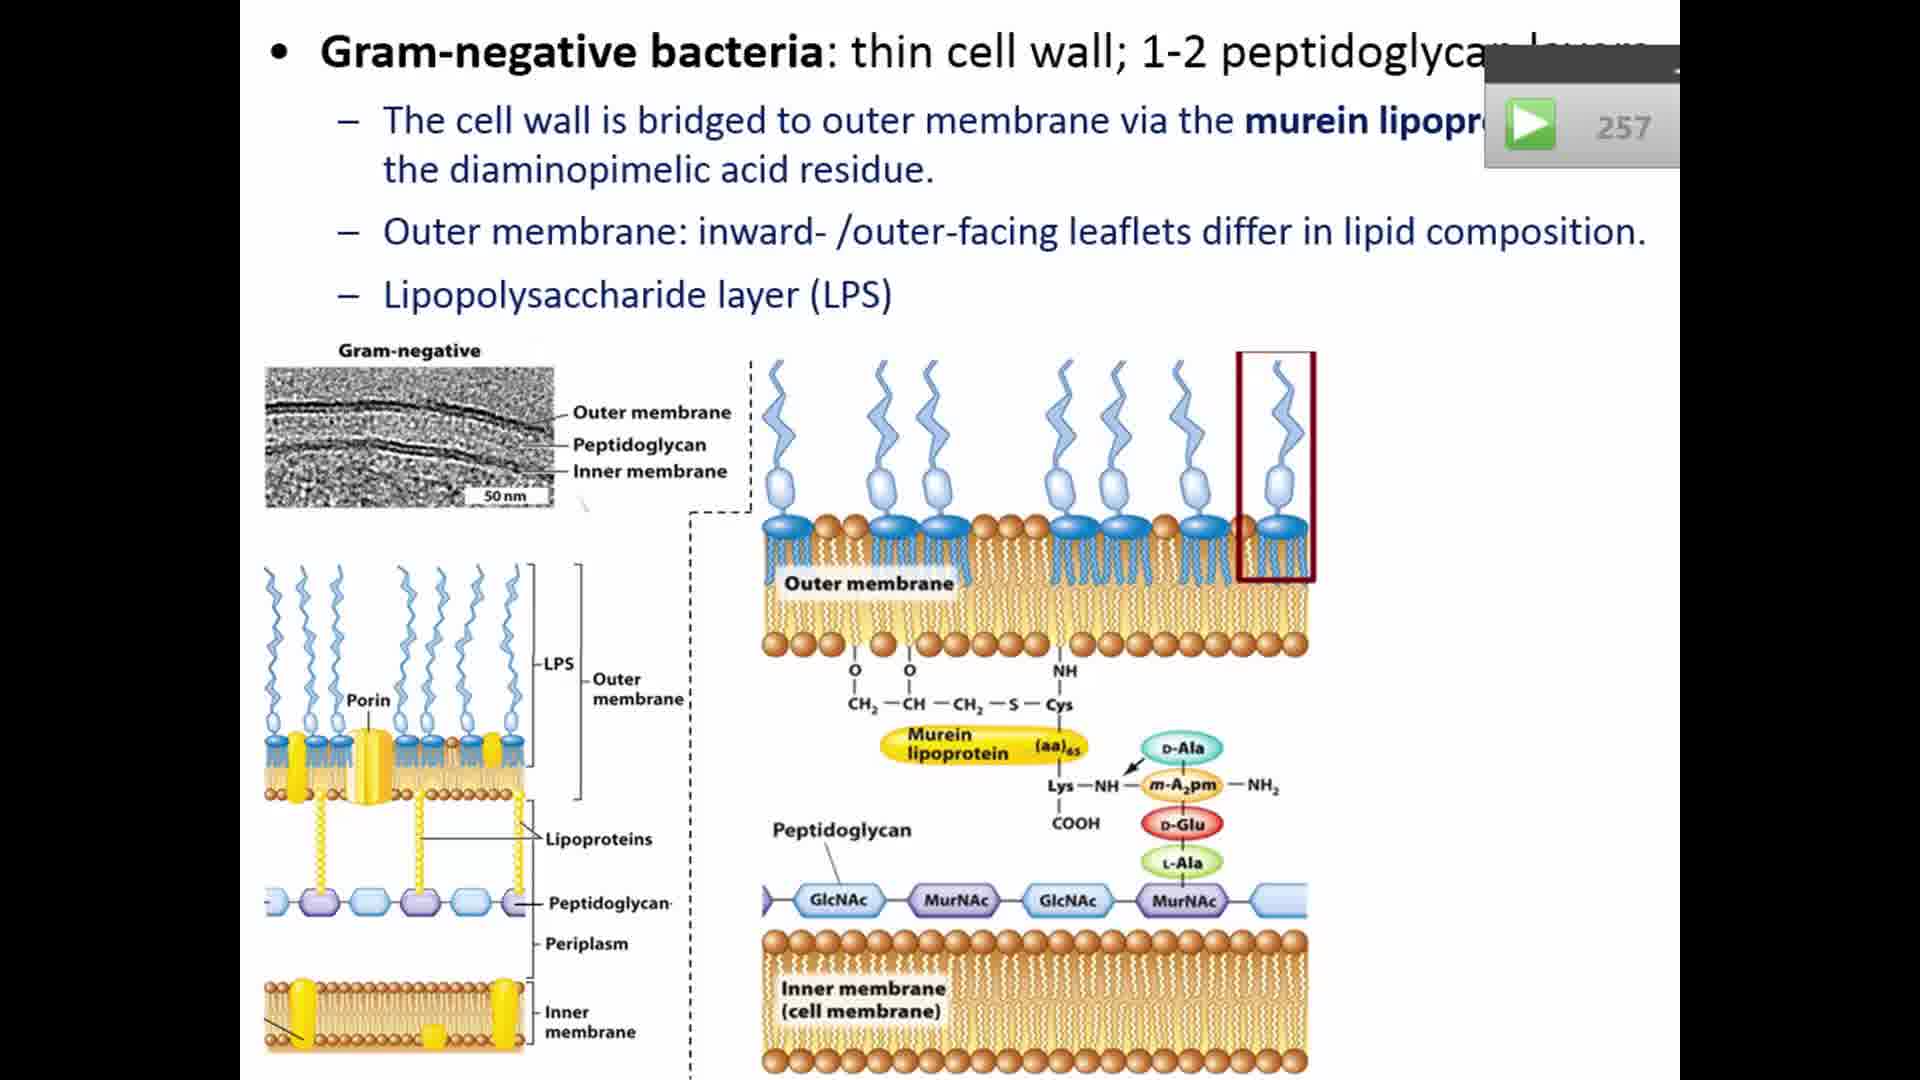 • Gram-negative bacteria: thin cell wall; 1-2 peptidoglycan layers
257
– The cell wall is bridged to outer membrane via the murein
the diaminopimelic acid residue.
– Outer membrane: inward- /outer-facing leaflets differ in lipid composition.
– Lipopolysaccharide layer (LPS)
Gram-negative
Outer membrane
Peptidoglycan
Inner membrane
50 nm
LPS
Porin
Outer
membrane
Lipoproteins
Peptidoglycan
Periplasm
Inner
membrane
Outer membrane
O O NH
CH₂ — CH — CH₂ — S — Cys
Murein
lipoprotein
(aa)₆₅
D-Ala
Lys — NH — m-A₂pm — NH₂
COOH
D-Glu
L-Ala
Peptidoglycan
GlcNAc MurNAc GlcNAc MurNAc
Inner membrane
(cell membrane)